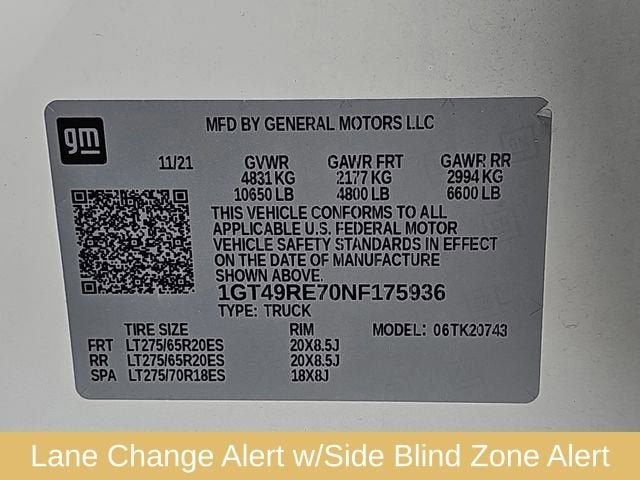 gm
MFD BY GENERAL MOTORS LLC
11/21 GVWR GAWR FRT GAWR RR
4831 KG 2177 KG 2994 KG
10650 LB 4800 LB 6600 LB
THIS VEHICLE CONFORMS TO ALL
APPLICABLE U.S. FEDERAL MOTOR
VEHICLE SAFETY STANDARDS IN EFFECT
ON THE DATE OF MANUFACTURE
SHOWN ABOVE.
1GT49RE70NF175936
TYPE: TRUCK
TIRE SIZE RIM MODEL: 06TK20743
FRT LT275/65R20ES 20X8.5J
RR LT275/65R20ES 20X8.5J
SPA LT275/70R18ES 18X8J
Lane Change Alert w/Side Blind Zone Alert